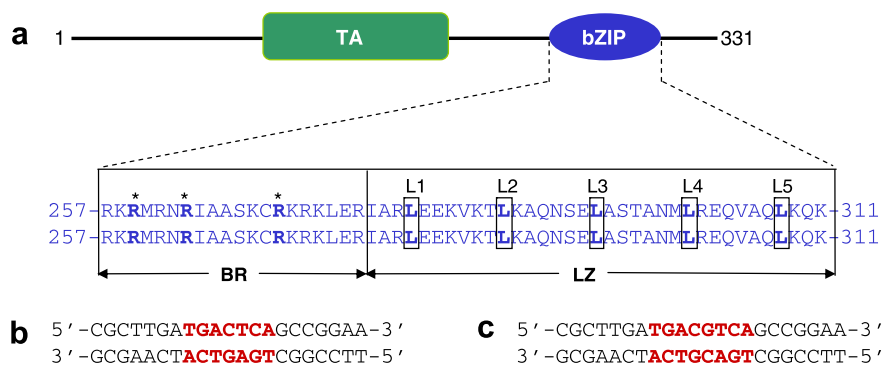 a
1 TA bZIP 331
* * *
L1 L2 L3 L4 L5
257-RKRMRNRIAASKCRKRKLERIARLEEKVKTLKAQNSELASTANMLREQVAQLKQK-311
257-RKRMRNRIAASKCRKRKLERIARLEEKVKTLKAQNSELASTANMLREQVAQLKQK-311
BR LZ
b 5′-CGCTTGATGACTCAGCCGGAA-3′
3′-GCGAACTACTGAGTCGGCCTT-5′
c 5′-CGCTTGATGACGTCAGCCGGAA-3′
3′-GCGAACTACTGCAGTCGGCCTT-5′